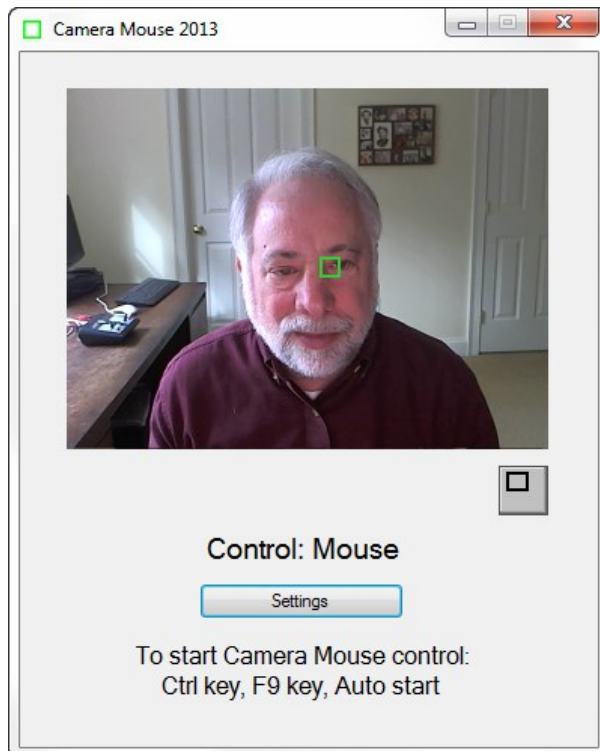 Camera Mouse 2013
Control: Mouse
Settings
To start Camera Mouse control:
Ctrl key, F9 key, Auto start